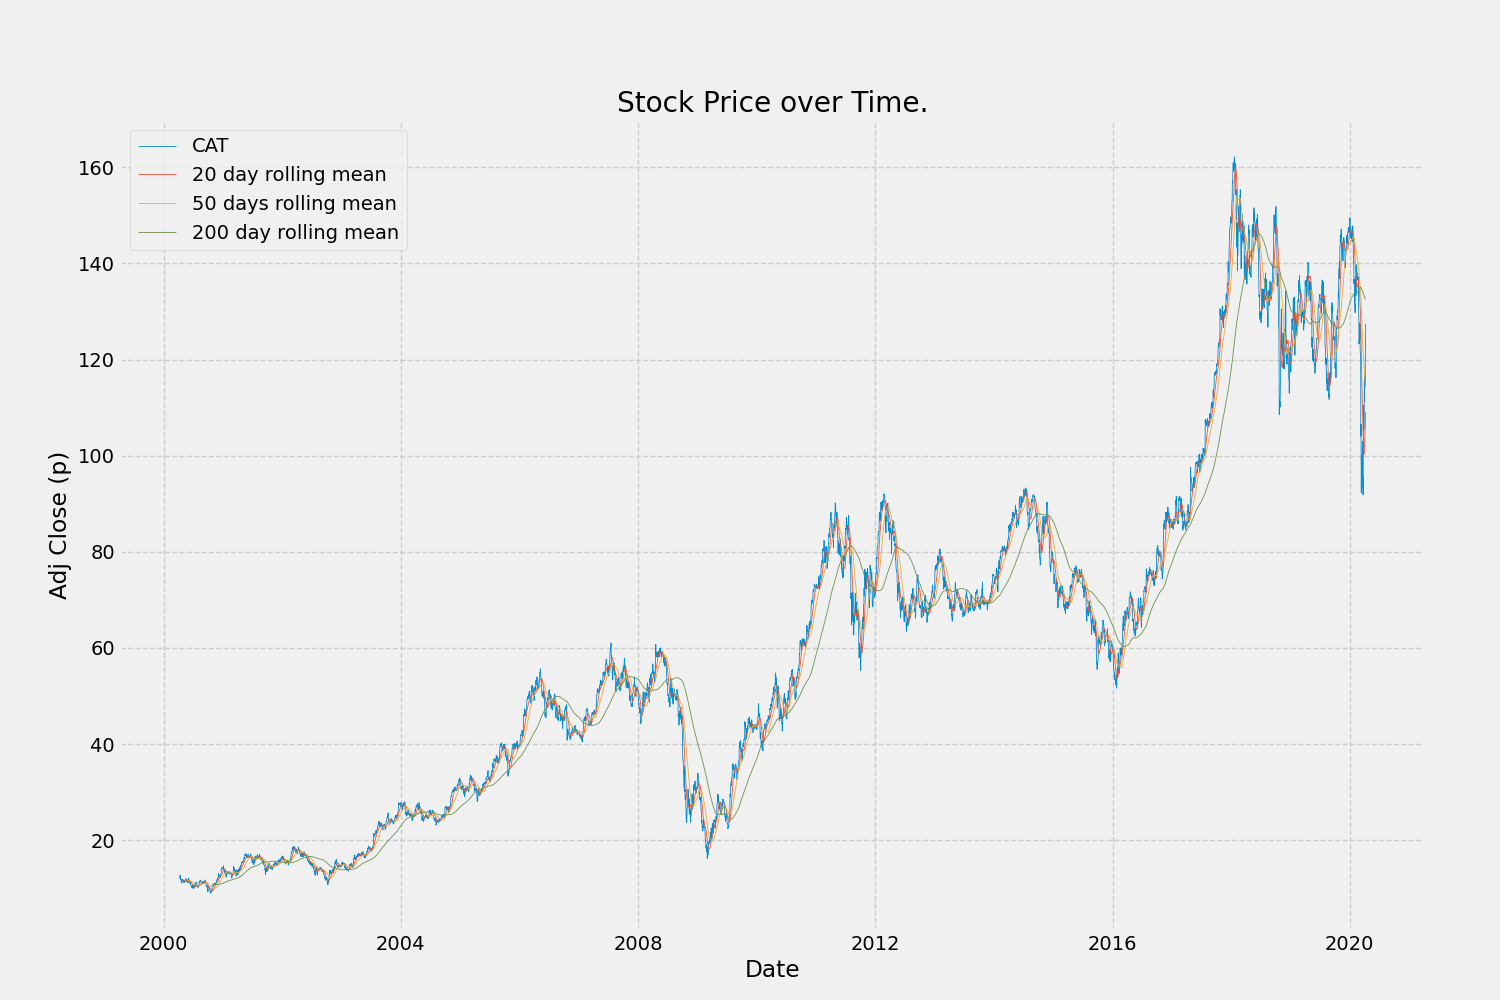 Stock Price over Time.
CAT
20 day rolling mean
50 days rolling mean
200 day rolling mean
160
140
120
100
80
60
40
20
Adj Close (p)
2000 2004 2008 2012 2016 2020
Date